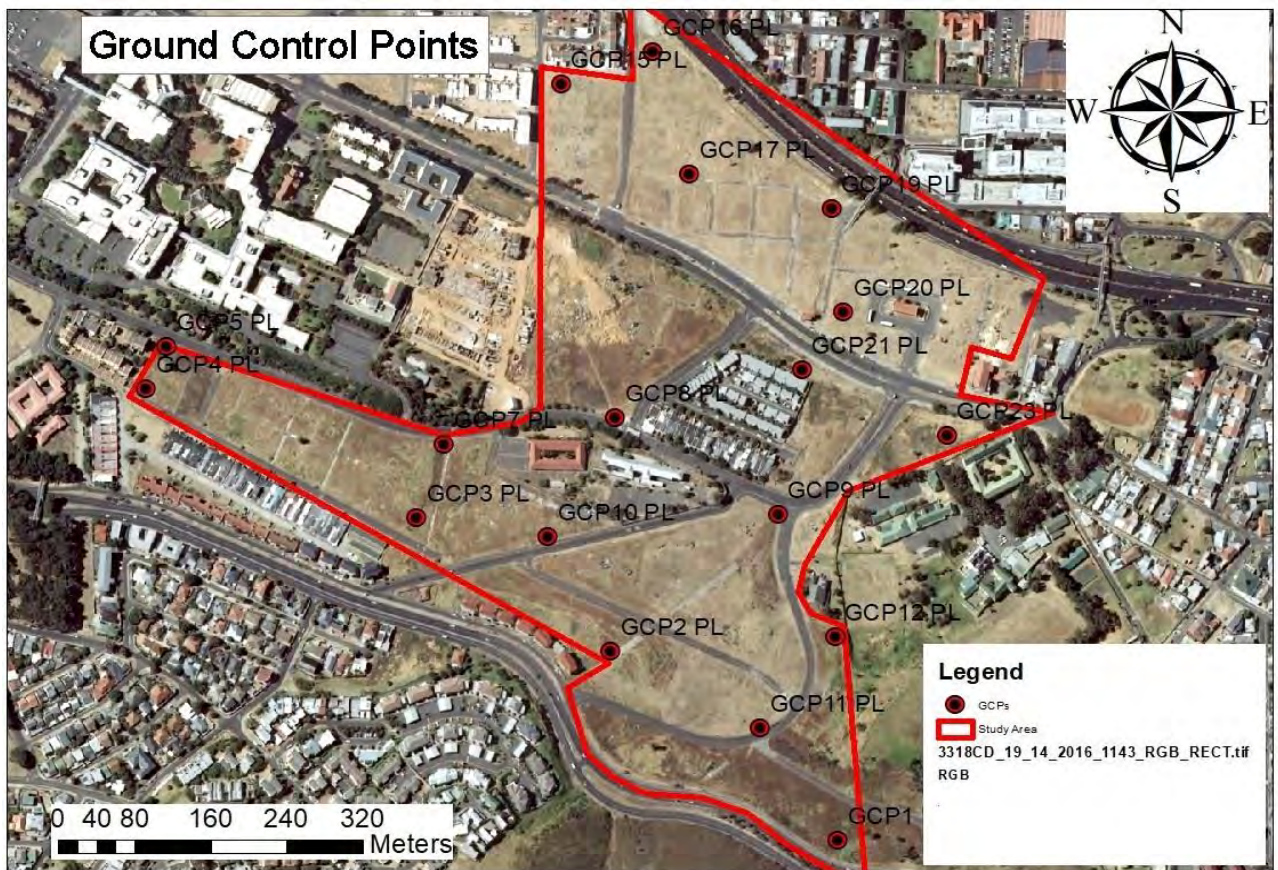 Ground Control Points
GCP16 PL
GCP15 PL
N
W E
S
GCP17 PL
GCP19 PL
GCP20 PL
GCP5 PL
GCP21 PL
GCP4 PL
GCP8 PL
GCP7 PL
GCP23 PL
GCP3 PL
GCP9 PL
GCP10 PL
GCP2 PL
GCP12 PL
GCP11 PL
GCP1
Legend
GCPs
Study Area
3318CD_19_14_2016_1143_RGB_RECT.tif
RGB
0 40 80 160 240 320
Meters